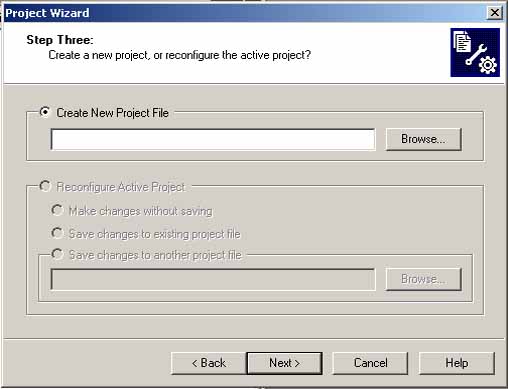 Project Wizard
Step Three:
Create a new project, or reconfigure the active project?
Create New Project File
Browse...
Reconfigure Active Project
Make changes without saving
Save changes to existing project file
Save changes to another project file
Browse...
< Back
Next >
Cancel
Help